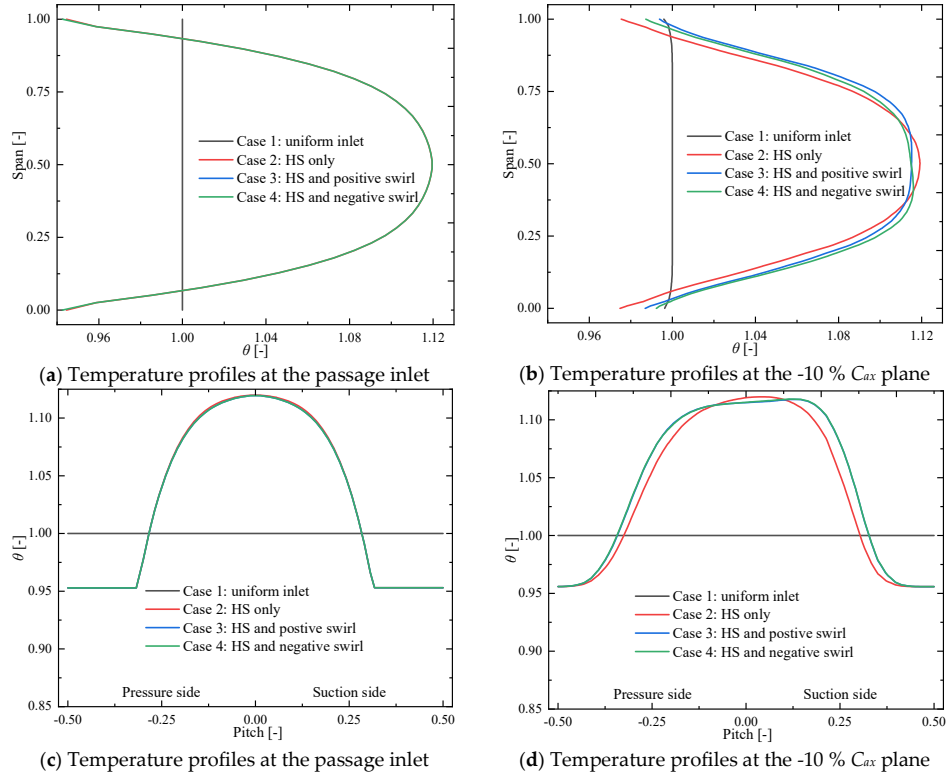 1.00
0.75
0.50
0.25
0.00
Span [-]
Case 1: uniform inlet
Case 2: HS only
Case 3: HS and positive swirl
Case 4: HS and negative swirl
0.96 1.00 1.04 1.08 1.12
θ [-]
(a) Temperature profiles at the passage inlet
1.00
0.75
0.50
0.25
0.00
Span [-]
Case 1: uniform inlet
Case 2: HS only
Case 3: HS and positive swirl
Case 4: HS and negative swirl
0.96 1.00 1.04 1.08 1.12
θ [-]
(b) Temperature profiles at the -10 % Cax plane
1.10
1.05
1.00
0.95
0.90
0.85
θ [-]
Case 1: uniform inlet
Case 2: HS only
Case 3: HS and postive swirl
Case 4: HS and negative swirl
Pressure side Suction side
-0.50 -0.25 0.00 0.25 0.50
Pitch [-]
(c) Temperature profiles at the passage inlet
1.10
1.05
1.00
0.95
0.90
0.85
θ [-]
Case 1: uniform inlet
Case 2: HS only
Case 3: HS and postive swirl
Case 4: HS and negative swirl
Pressure side Suction side
-0.50 -0.25 0.00 0.25 0.50
Pitch [-]
(d) Temperature profiles at the -10 % Cax plane